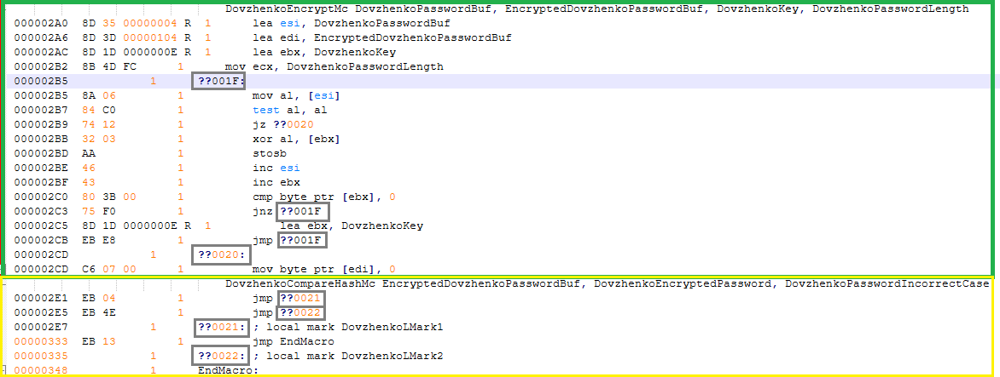 DovzhenkoEncryptMc DovzhenkoPasswordBuf, EncryptedDovzhenkoPasswordBuf, DovzhenkoKey, DovzhenkoPasswordLength
000002A0 8D 35 00000004 R 1 lea esi, DovzhenkoPasswordBuf
000002A6 8D 3D 00000104 R 1 lea edi, EncryptedDovzhenkoPasswordBuf
000002AC 8D 1D 0000000E R 1 lea ebx, DovzhenkoKey
000002B2 8B 4D FC 1 mov ecx, DovzhenkoPasswordLength
000002B5 1 ??001F:
000002B5 8A 06 1 mov al, [esi]
000002B7 84 C0 1 test al, al
000002B9 74 12 1 jz ??0020
000002BB 32 03 1 xor al, [ebx]
000002BD AA 1 stosb
000002BE 46 1 inc esi
000002BF 43 1 inc ebx
000002C0 80 3B 00 1 cmp byte ptr [ebx], 0
000002C3 75 F0 1 jnz ??001F
000002C5 8D 1D 0000000E R 1 lea ebx, DovzhenkoKey
000002CB EB E8 1 jmp ??001F
000002CD 1 ??0020:
000002CD C6 07 00 1 mov byte ptr [edi], 0
DovzhenkoCompareHashMc EncryptedDovzhenkoPasswordBuf, DovzhenkoEncryptedPassword, DovzhenkoPasswordIncorrectCase
000002E1 EB 04 1 jmp ??0021
000002E5 EB 4E 1 jmp ??0022
000002E7 1 ??0021: ; local mark DovzhenkoLMark1
00000333 EB 13 1 jmp EndMacro
00000335 1 ??0022: ; local mark DovzhenkoLMark2
00000348 1 EndMacro: